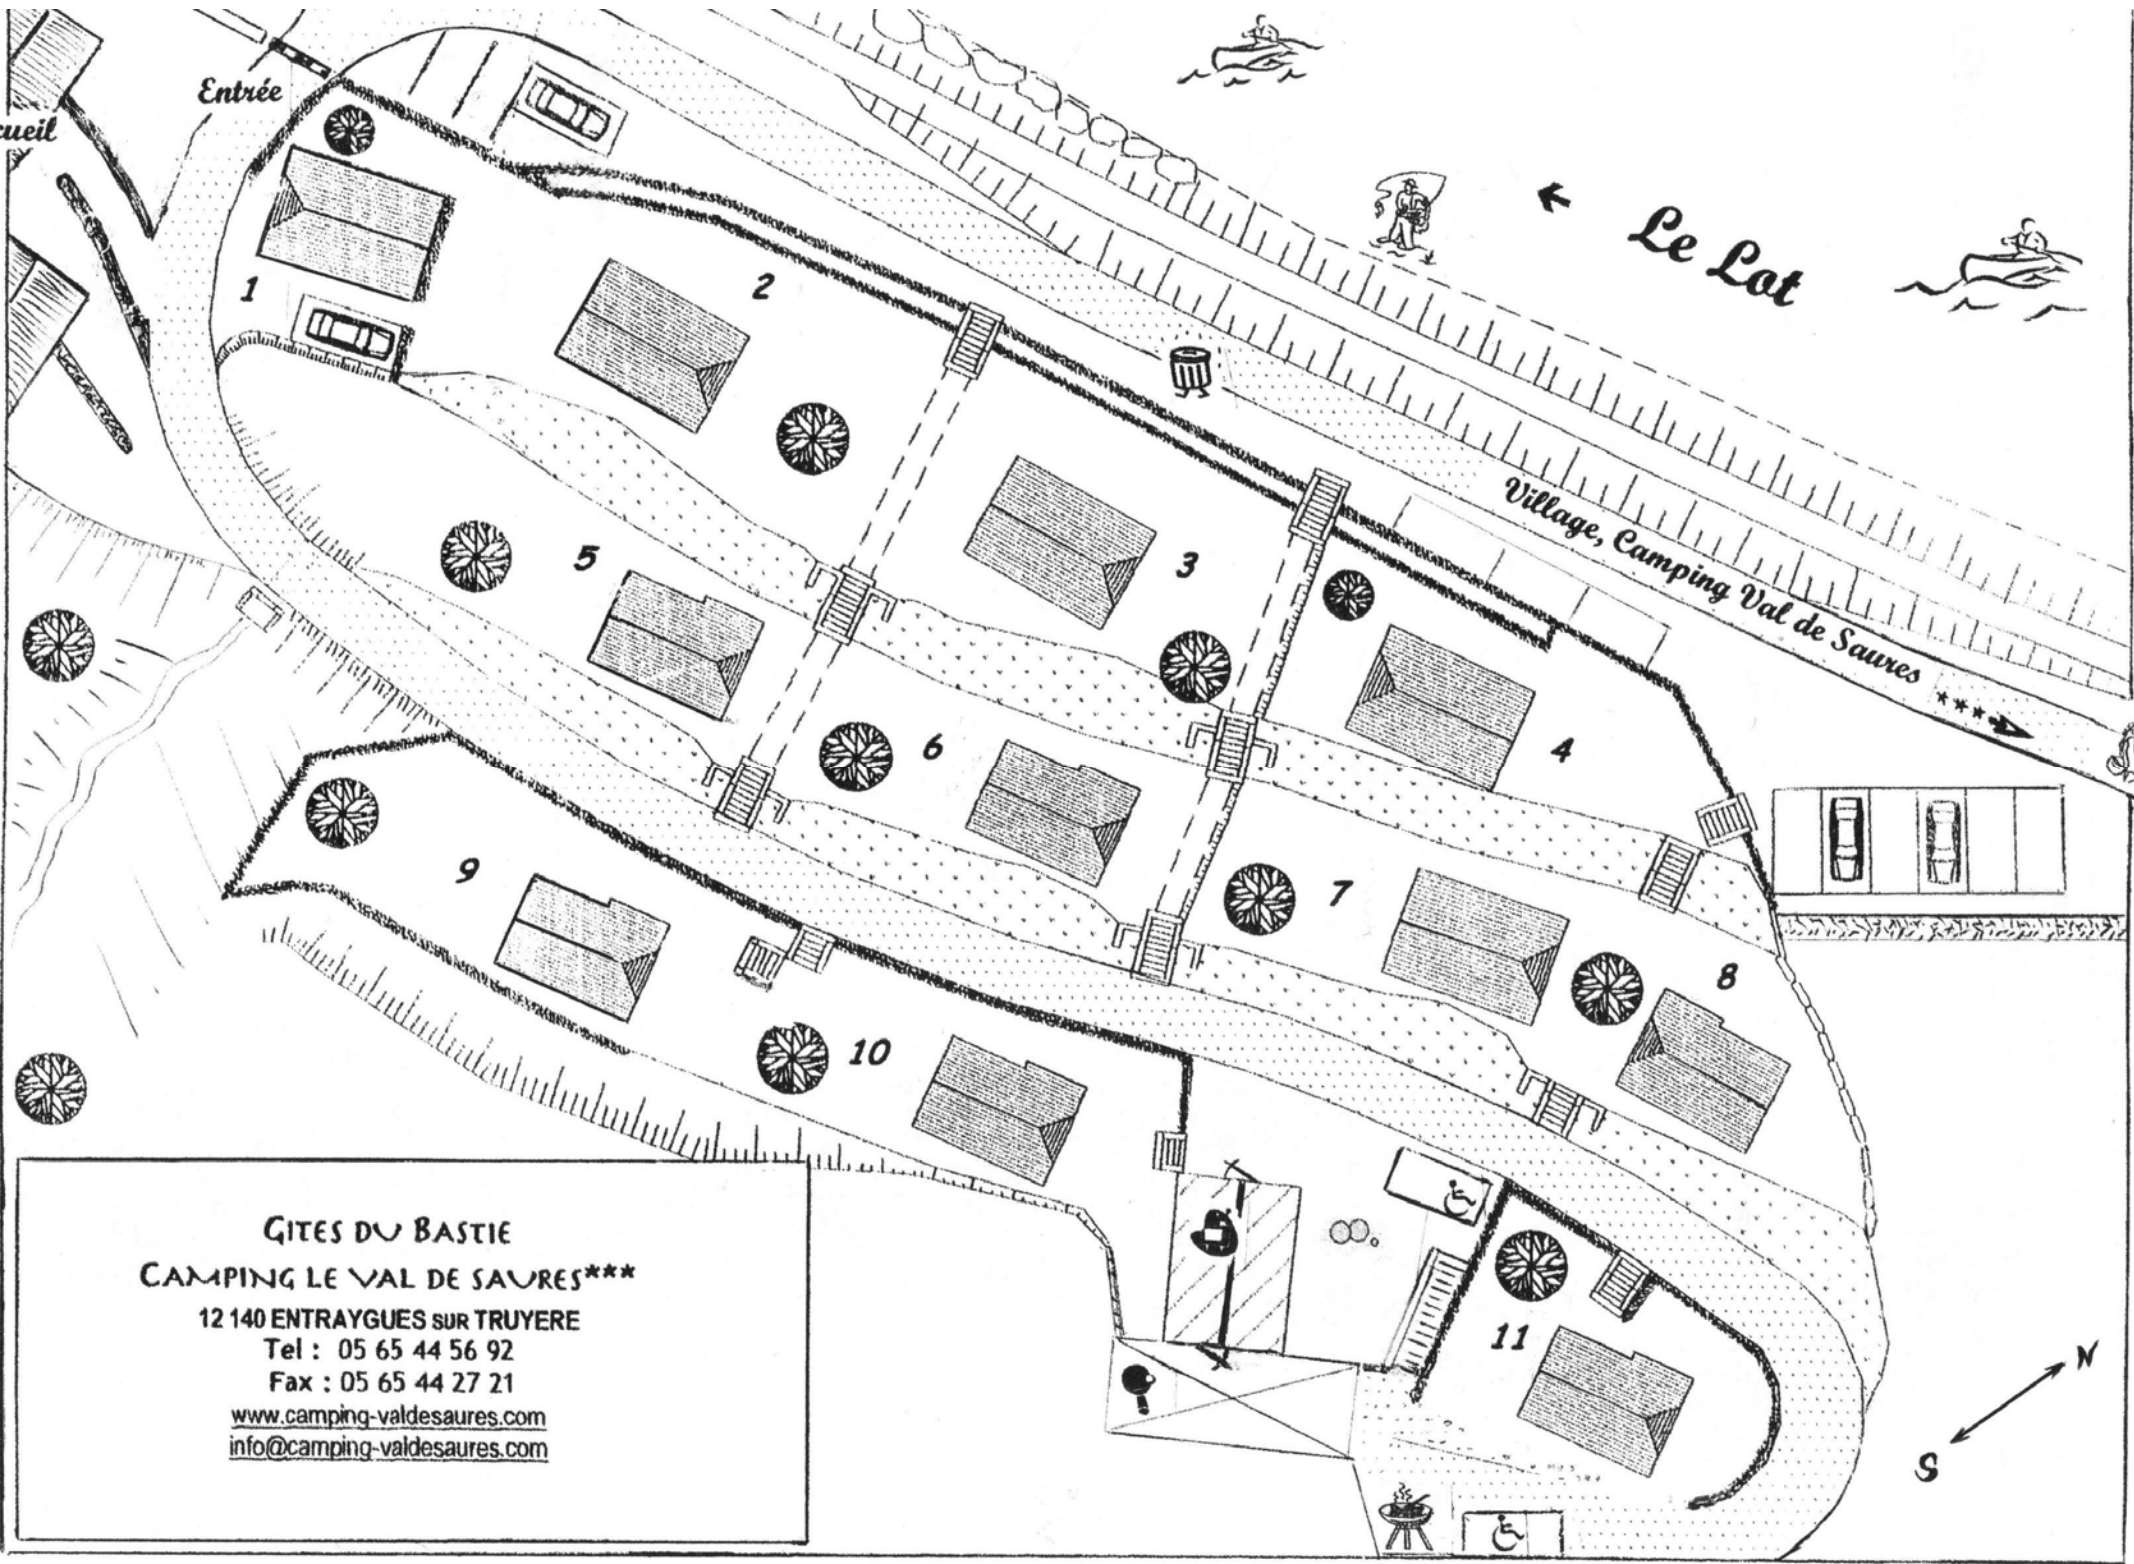 Entrée
cueil
Le Lot
1
2
3
Village, Camping Val de Saures ***
4
5
6
7
8
9
10
11
N
S
GITES DU BASTIE
CAMPING LE VAL DE SAURES***
12 140 ENTRAYGUES SUR TRUYERE
Tel : 05 65 44 56 92
Fax : 05 65 44 27 21
www.camping-valdesaures.com
info@camping-valdesaures.com